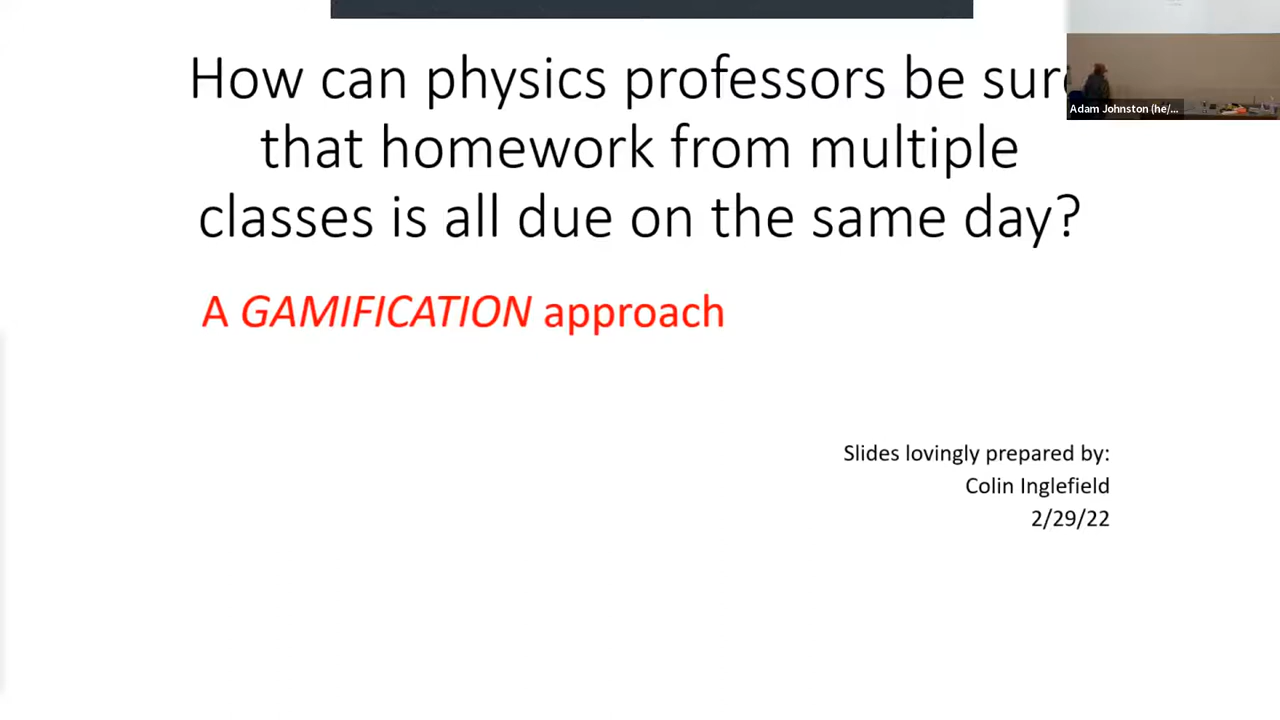 How can physics professors be sur
that homework from multiple
classes is all due on the same day?
Adam Johnston (he/...
A GAMIFICATION approach
Slides lovingly prepared by:
Colin Inglefield
2/29/22